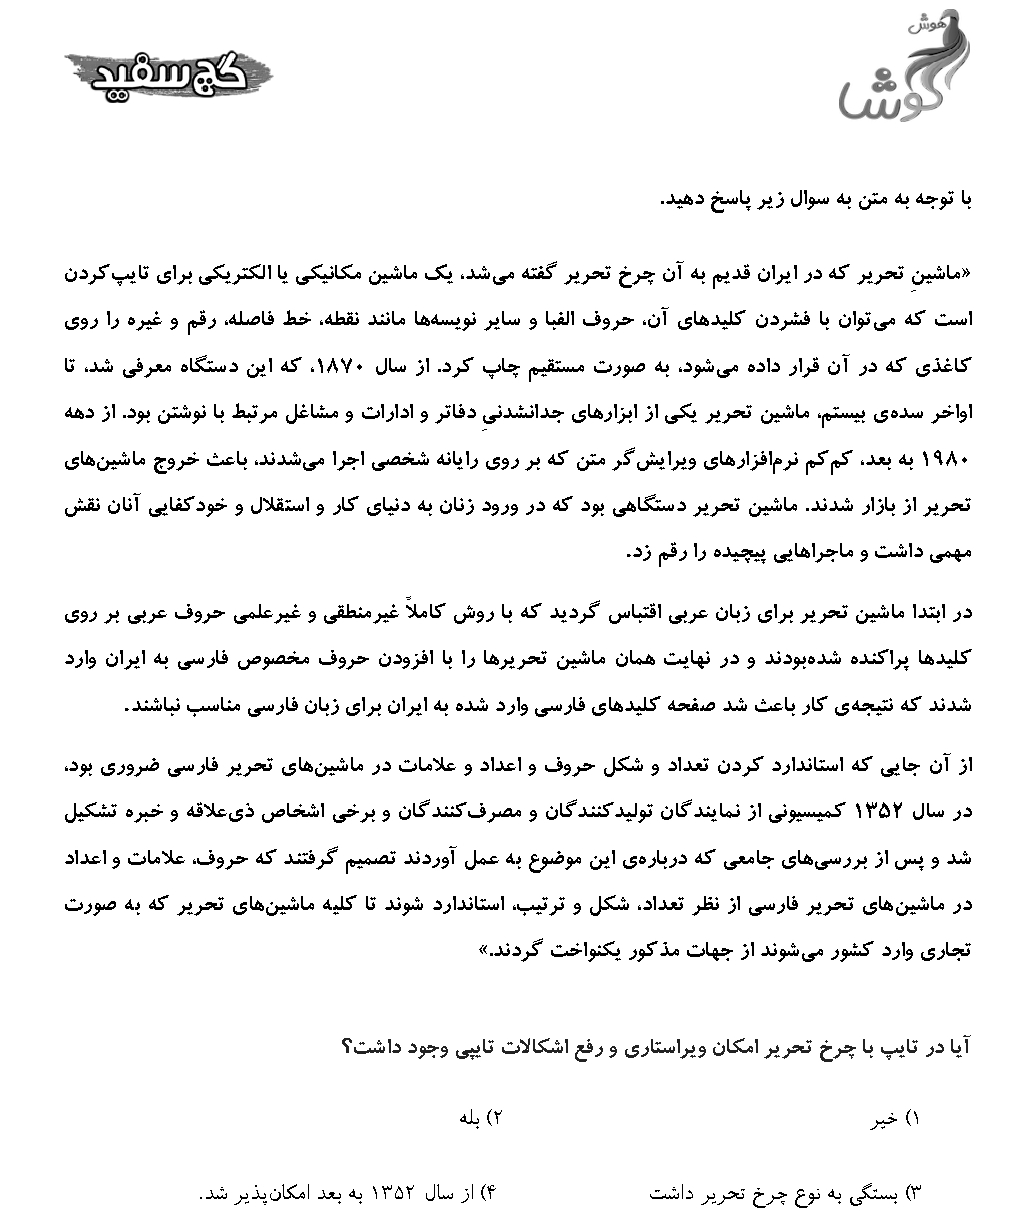 هوش
گوشا
گچ سفید
با توجه به متن به سوال زیر پاسخ دهید.
«ماشینِ تحریر که در ایران قدیم به آن چرخ تحریر گفته می‌شد، یک ماشین مکانیکی یا الکتریکی برای تایپ‌کردن
است که می‌توان با فشردن کلیدهای آن، حروف الفبا و سایر نویسه‌ها مانند نقطه، خط فاصله، رقم و غیره را روی
کاغذی که در آن قرار داده می‌شود، به صورت مستقیم چاپ کرد. از سال ۱۸۷۰، که این دستگاه معرفی شد، تا
اواخر سده‌ی بیستم، ماشین تحریر یکی از ابزارهای جدانشدنیِ دفاتر و ادارات و مشاغل مرتبط با نوشتن بود. از دهه
۱۹۸۰ به بعد، کم‌کم نرم‌افزارهای ویرایش‌گر متن که بر روی رایانه شخصی اجرا می‌شدند، باعث خروج ماشین‌های
تحریر از بازار شدند. ماشین تحریر دستگاهی بود که در ورود زنان به دنیای کار و استقلال و خودکفایی آنان نقش
مهمی داشت و ماجراهایی پیچیده را رقم زد.
در ابتدا ماشین تحریر برای زبان عربی اقتباس گردید که با روش کاملاً غیرمنطقی و غیرعلمی حروف عربی بر روی
کلیدها پراکنده شده‌بودند و در نهایت همان ماشین تحریرها را با افزودن حروف مخصوص فارسی به ایران وارد
شدند که نتیجه‌ی کار باعث شد صفحه کلیدهای فارسی وارد شده به ایران برای زبان فارسی مناسب نباشند.
از آن جایی که استاندارد کردن تعداد و شکل حروف و اعداد و علامات در ماشین‌های تحریر فارسی ضروری بود،
در سال ۱۳۵۲ کمیسیونی از نمایندگان تولیدکنندگان و مصرف‌کنندگان و برخی اشخاص ذی‌علاقه و خبره تشکیل
شد و پس از بررسی‌های جامعی که درباره‌ی این موضوع به عمل آوردند تصمیم گرفتند که حروف، علامات و اعداد
در ماشین‌های تحریر فارسی از نظر تعداد، شکل و ترتیب، استاندارد شوند تا کلیه ماشین‌های تحریر که به صورت
تجاری وارد کشور می‌شوند از جهات مذکور یکنواخت گردند.»
آیا در تایپ با چرخ تحریر امکان ویراستاری و رفع اشکالات تایپی وجود داشت؟
۱) خیر
۲) بله
۳) بستگی به نوع چرخ تحریر داشت
۴) از سال ۱۳۵۲ به بعد امکان‌پذیر شد.